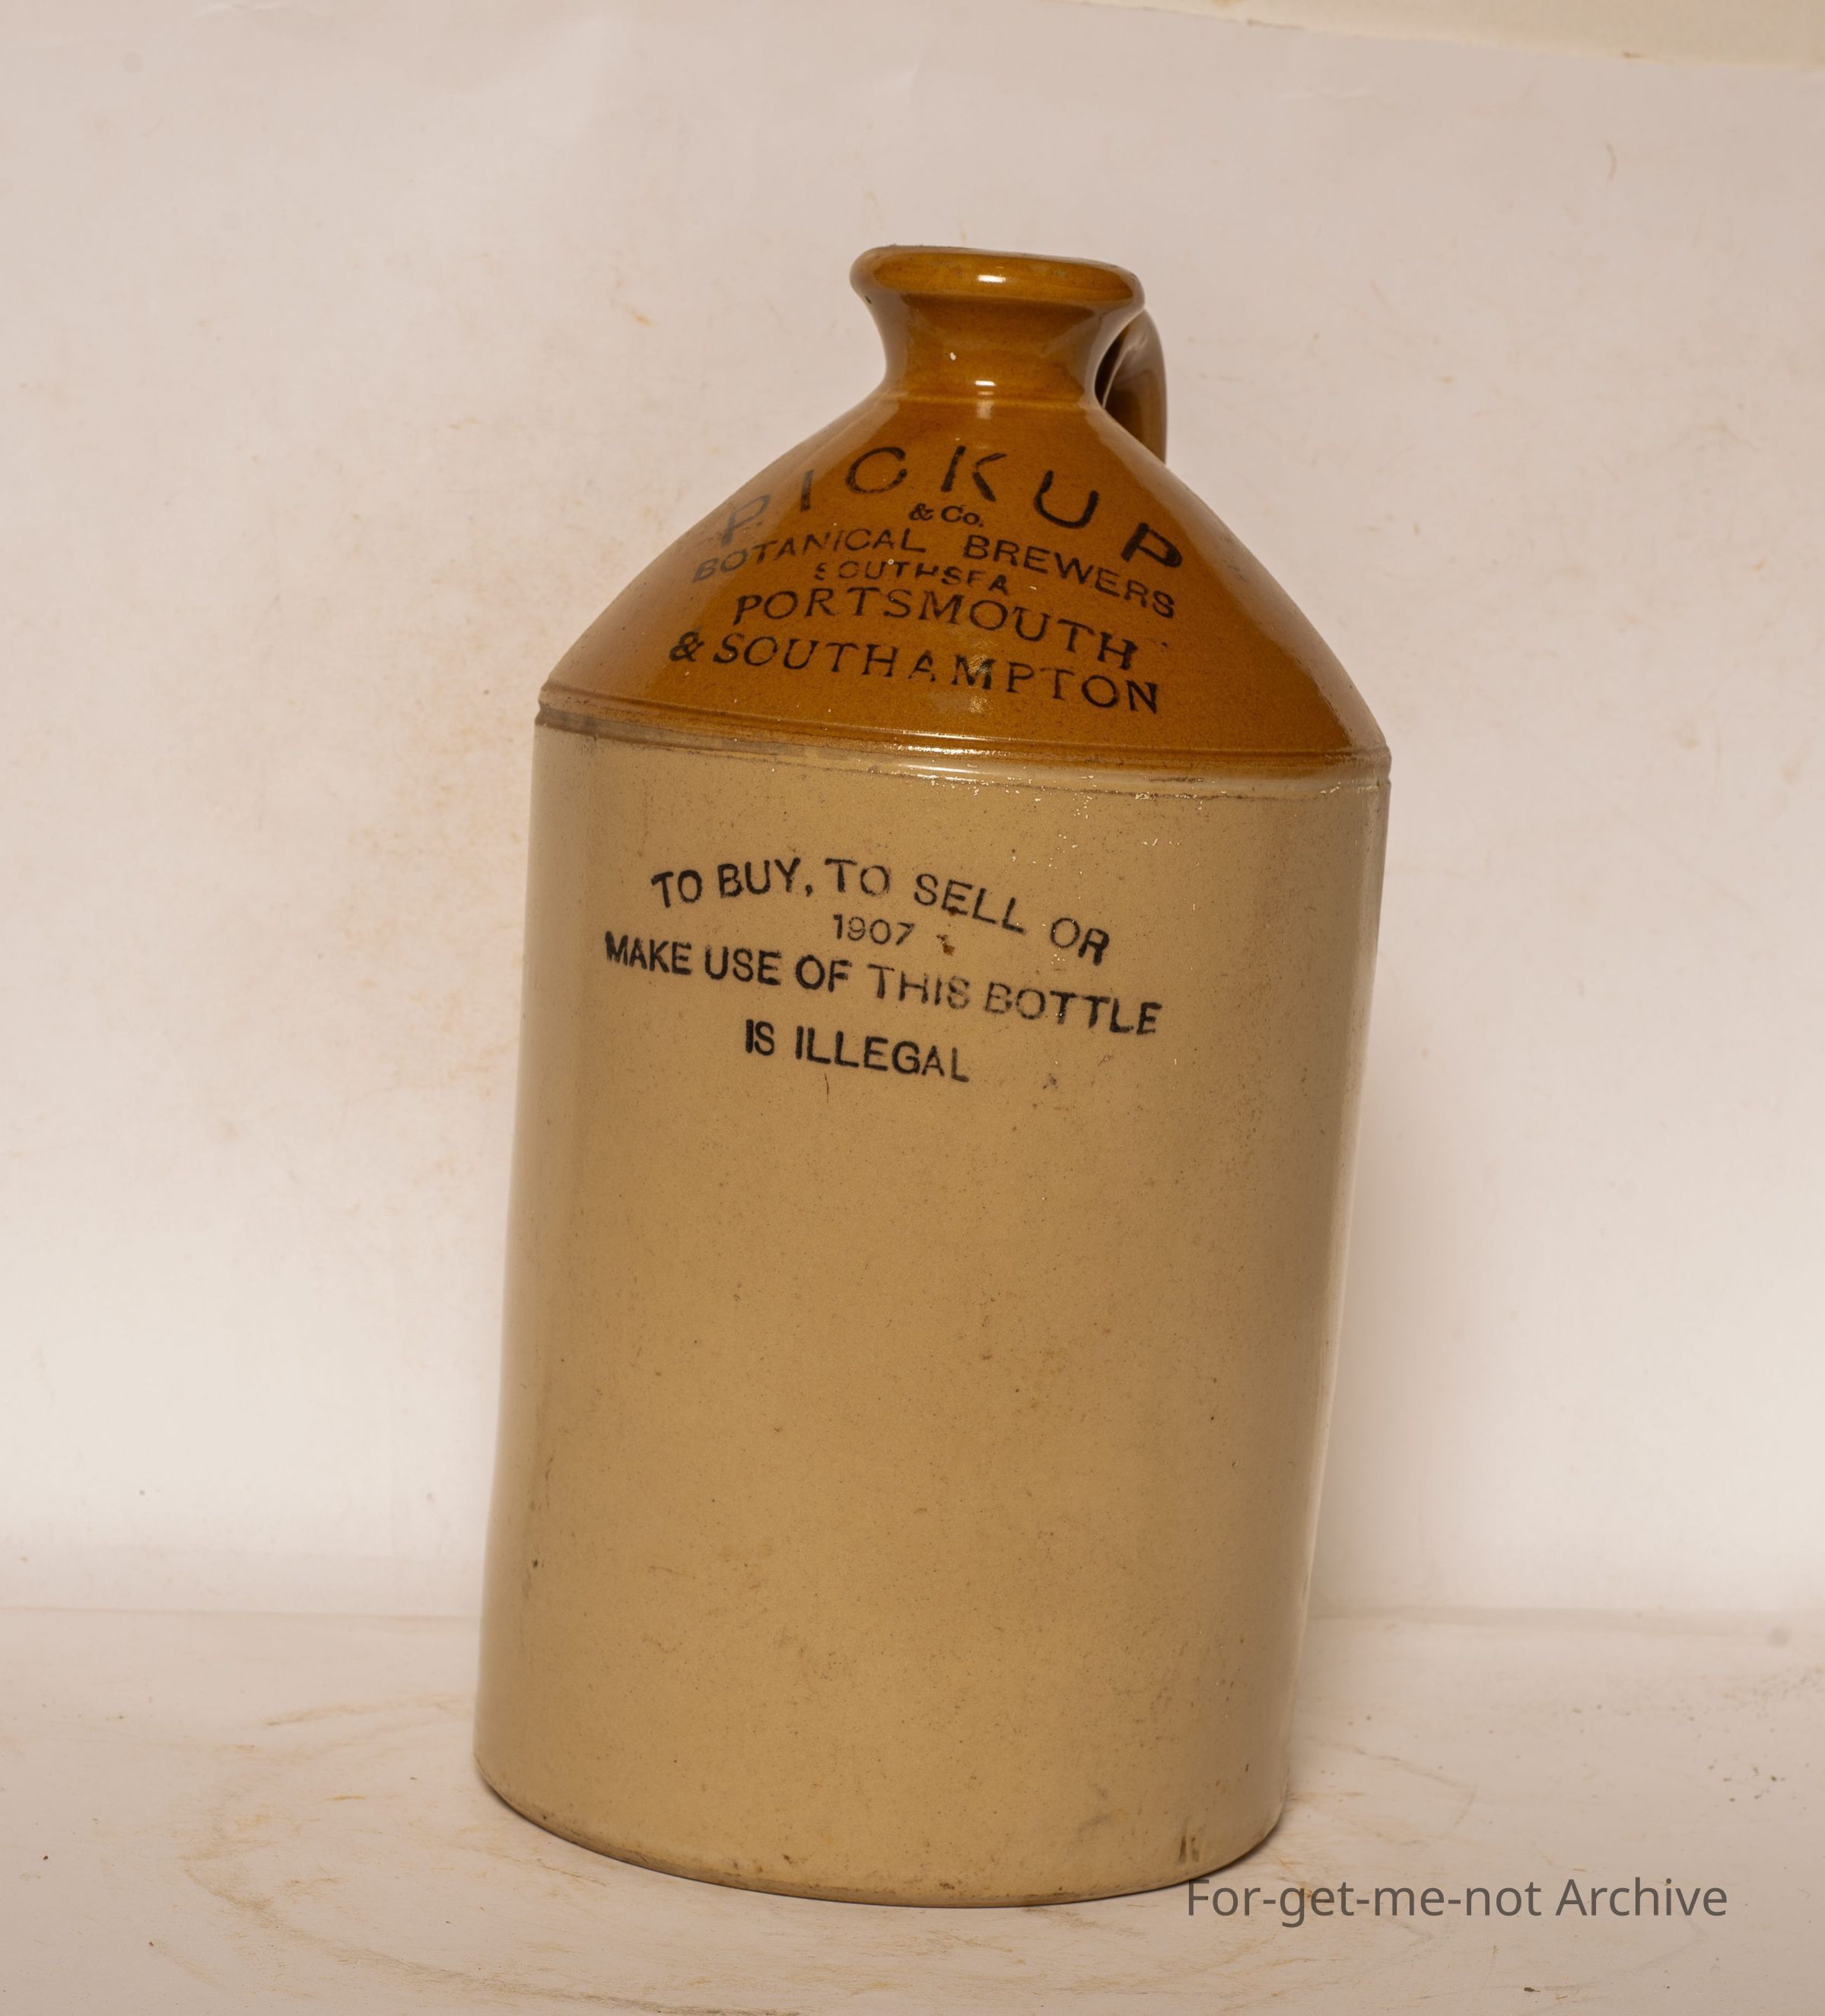 PICKUP
& Co.
BOTANICAL BREWERS
SOUTHSEA
PORTSMOUTH
& SOUTHAMPTON
TO BUY, TO SELL OR
1907
MAKE USE OF THIS BOTTLE
IS ILLEGAL
For-get-me-not Archive